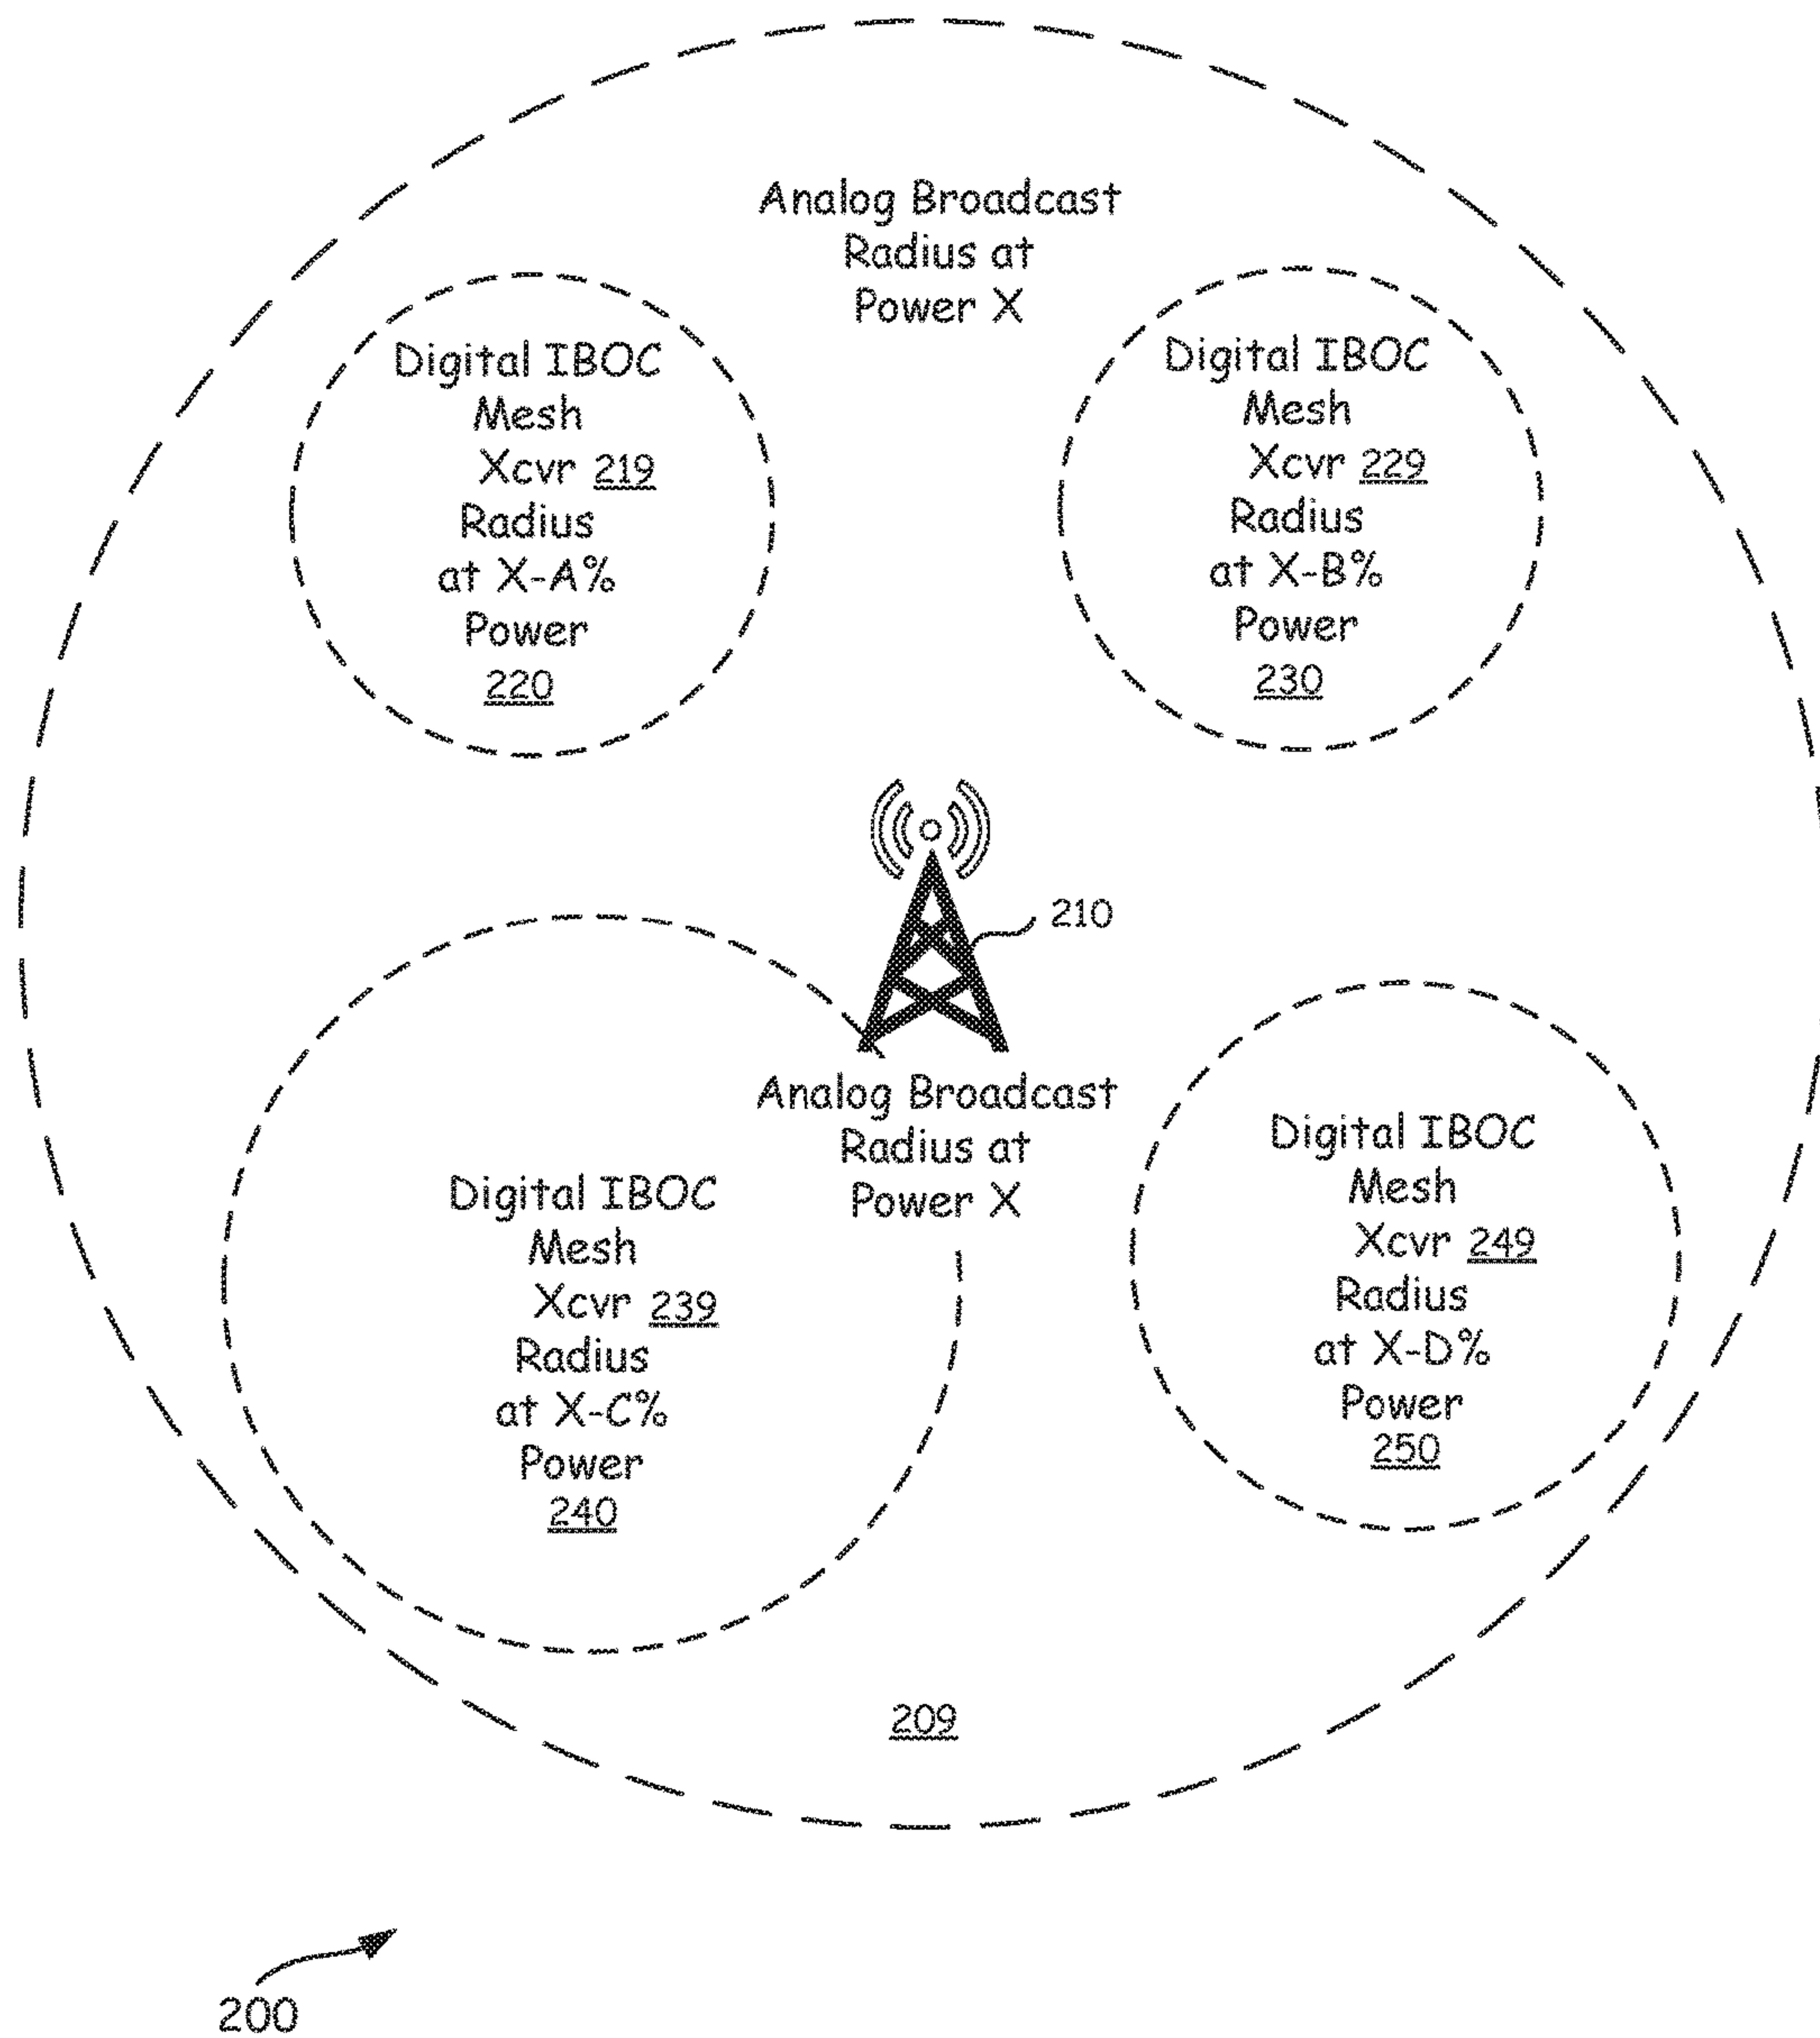 Analog Broadcast
Radius at
Power X
Digital IBOC
Mesh
Xcvr 219
Radius
at X-A%
Power
220
Digital IBOC
Mesh
Xcvr 229
Radius
at X-B%
Power
230
210
Analog Broadcast
Radius at
Power X
Digital IBOC
Mesh
Xcvr 239
Radius
at X-C%
Power
240
Digital IBOC
Mesh
Xcvr 249
Radius
at X-D%
Power
250
209
200